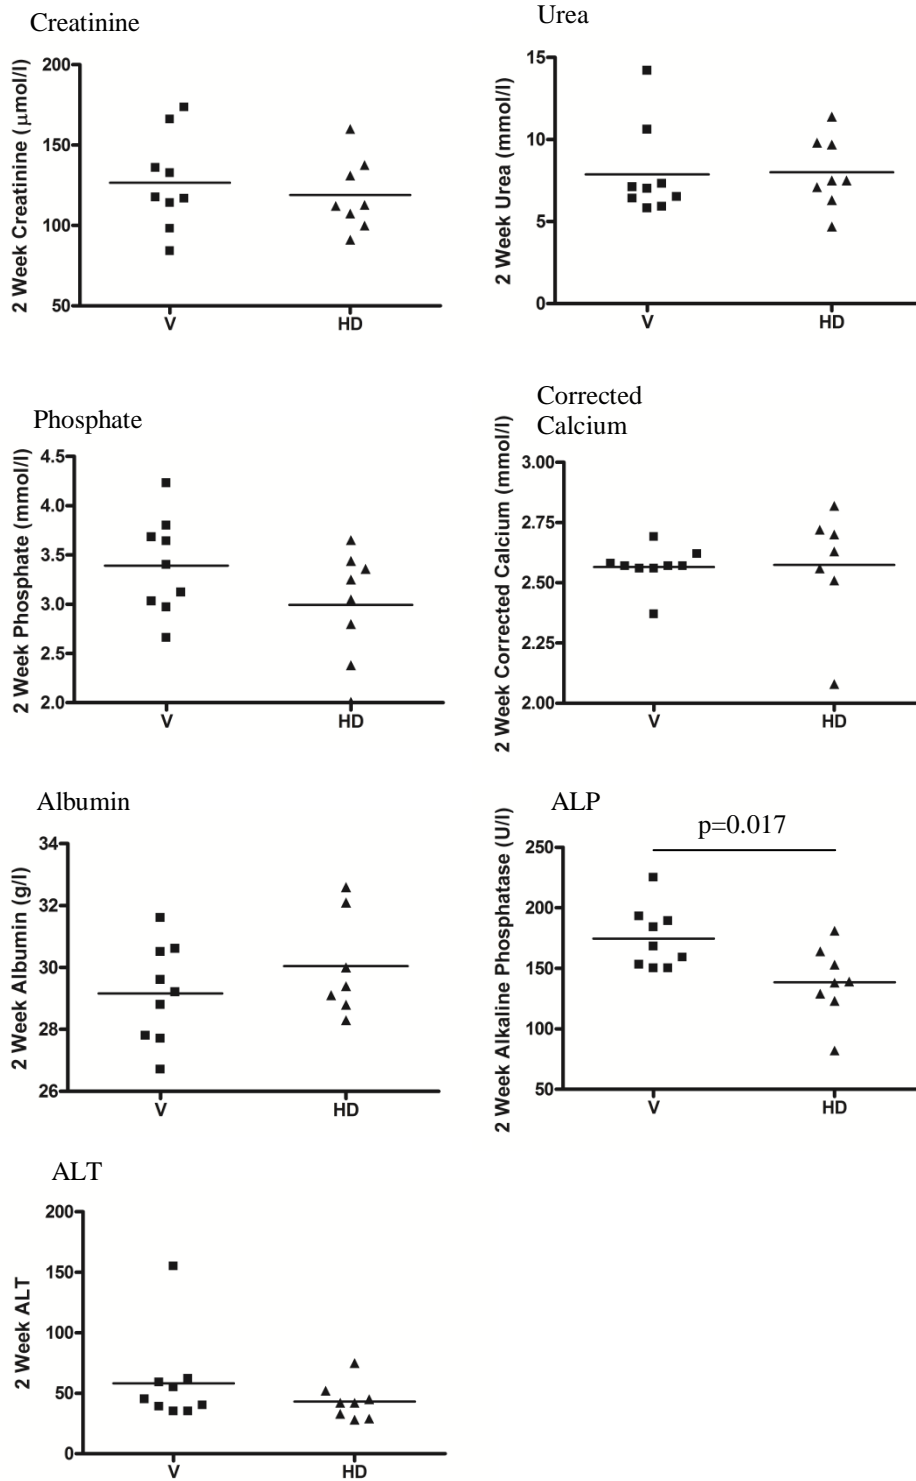 Creatinine
2 Week Creatinine (μmol/l)
200
150
100
50
V
HD
Urea
2 Week Urea (mmol/l)
15
10
5
0
V
HD
Phosphate
2 Week Phosphate (mmol/l)
4.5
4.0
3.5
3.0
2.5
2.0
V
HD
Corrected
Calcium
2 Week Corrected Calcium (mmol/l)
3.00
2.75
2.50
2.25
2.00
V
HD
Albumin
2 Week Albumin (g/l)
34
32
30
28
26
V
HD
ALP
p=0.017
2 Week Alkaline Phosphatase (U/l)
250
200
150
100
50
V
HD
ALT
2 Week ALT
200
150
100
50
0
V
HD